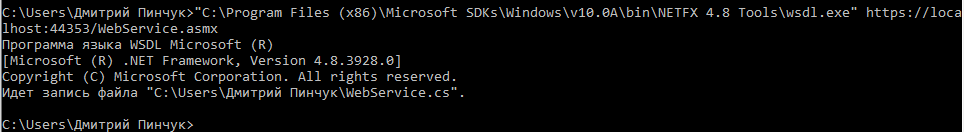 C:\Users\Дмитрий Пинчук>"C:\Program Files (x86)\Microsoft SDKs\Windows\v10.0A\bin\NETFX 4.8 Tools\wsdl.exe" https://loca
lhost:44353/WebService.asmx
Программа языка WSDL Microsoft (R)
[Microsoft (R) .NET Framework, Version 4.8.3928.0]
Copyright (C) Microsoft Corporation. All rights reserved.
Идет запись файла "C:\Users\Дмитрий Пинчук\WebService.cs".
C:\Users\Дмитрий Пинчук>